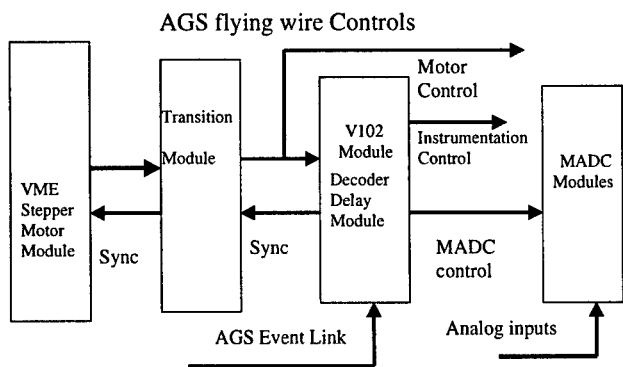 AGS flying wire Controls
Motor
Control
Transition
Module
V102
Module
Decoder
Delay
Module
Instrumentation
Control
MADC
Modules
VME
Stepper
Motor
Module
Sync
Sync
MADC
control
AGS Event Link
Analog inputs